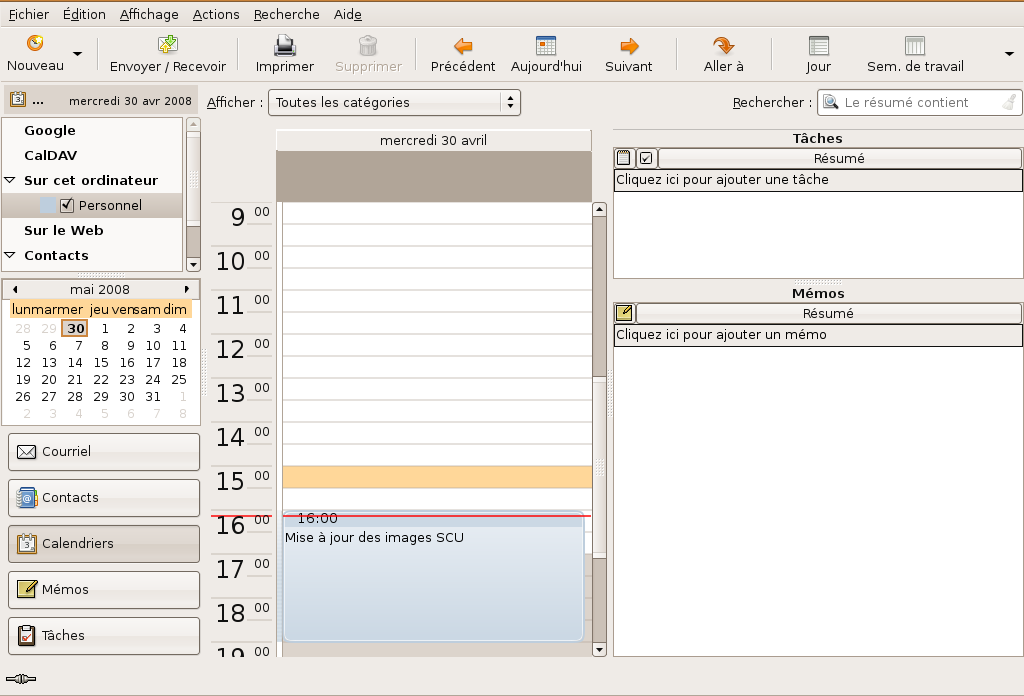 Fichier Édition Affichage Actions Recherche Aide
Nouveau Envoyer / Recevoir Imprimer Supprimer Précédent Aujourd'hui Suivant Aller à Jour Sem. de travail
... mercredi 30 avr 2008
Afficher : Toutes les catégories
Rechercher : Le résumé contient
Google
CalDAV
Sur cet ordinateur
Personnel
Sur le Web
Contacts
mai 2008
lun mar mer jeu ven sam dim
28 29 30 1 2 3 4
5 6 7 8 9 10 11
12 13 14 15 16 17 18
19 20 21 22 23 24 25
26 27 28 29 30 31 1
2 3 4 5 6 7 8
Courriel
Contacts
Calendriers
Mémos
Tâches
mercredi 30 avril
9 00
10 00
11 00
12 00
13 00
14 00
15 00
16 00
17 00
18 00
19 00
16:00
Mise à jour des images SCU
Tâches
Résumé
Cliquez ici pour ajouter une tâche
Mémos
Résumé
Cliquez ici pour ajouter un mémo